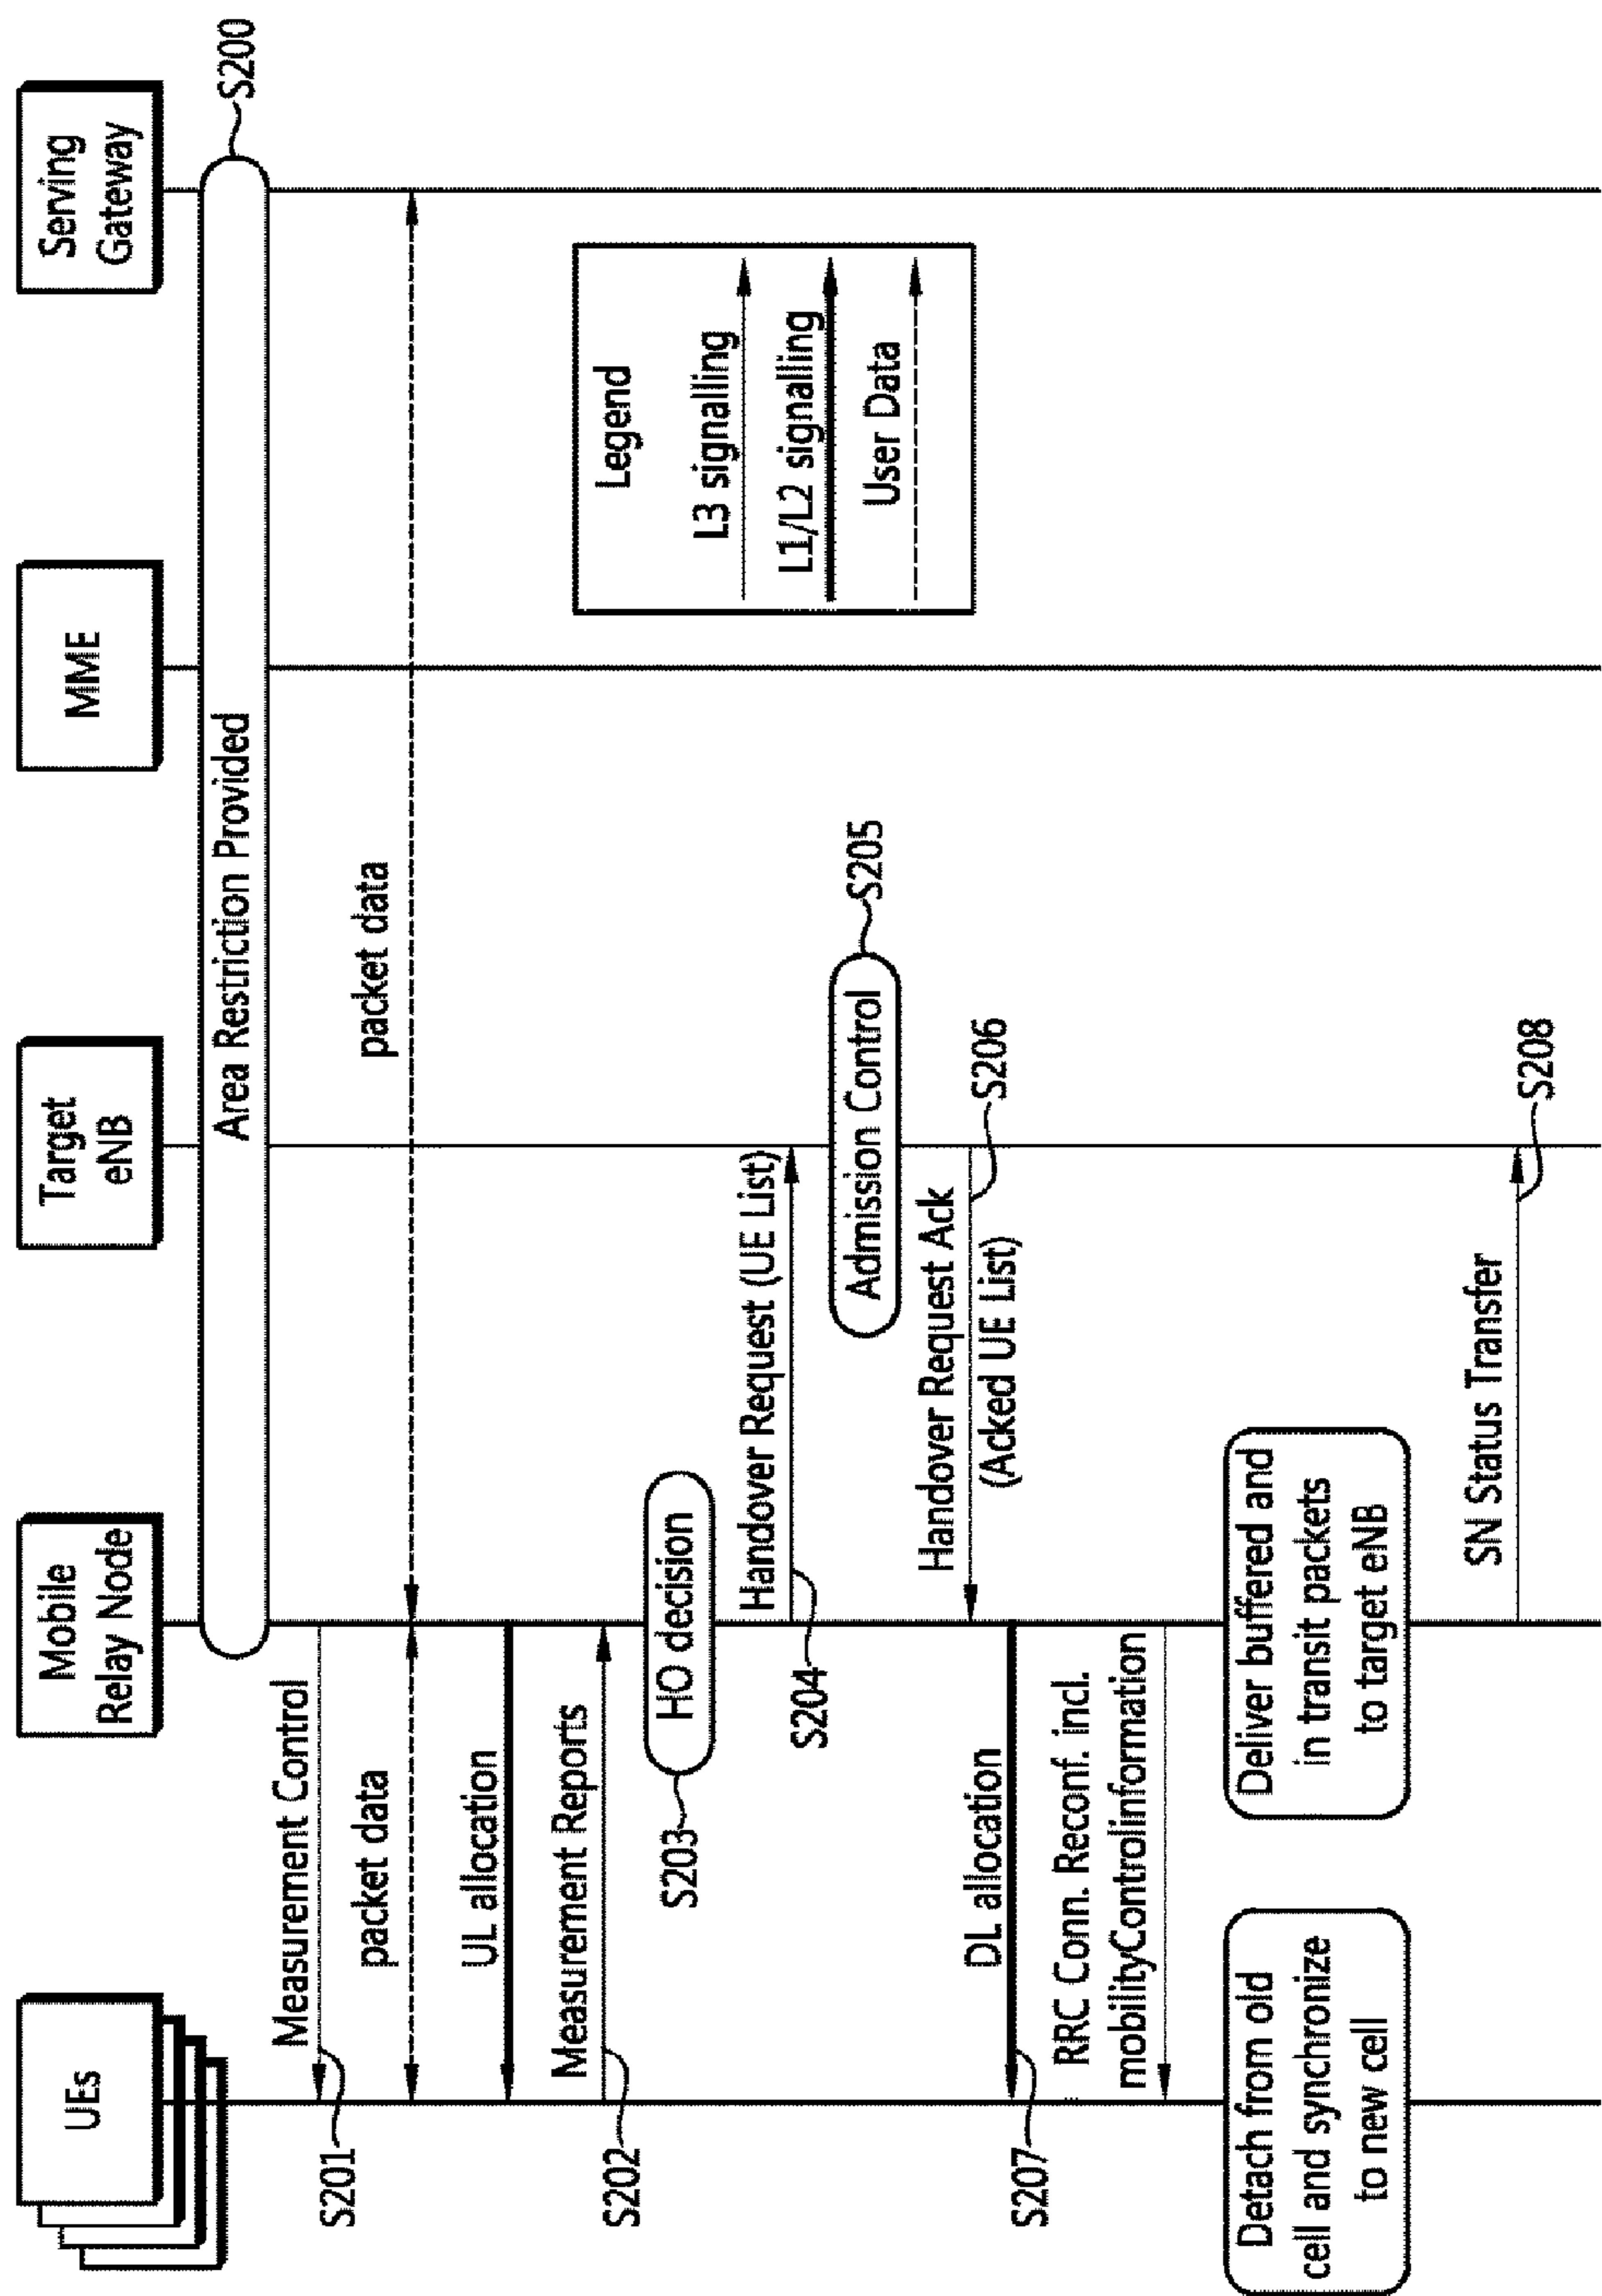 UEs
Mobile
Relay Node
Target
eNB
MME
Serving
Gateway
Area Restriction Provided
S200
Measurement Control
S201
packet data
packet data
UL allocation
Measurement Reports
S202
HO decision
S203
Legend
L3 signalling
L1/L2 signalling
User Data
Handover Request (UE List)
S204
Admission Control
S205
Handover Request Ack
(Acked UE List)
S206
DL allocation
S207
RRC Conn. Reconf. incl.
mobilityControlinformation
Detach from old
cell and synchronize
to new cell
Deliver buffered and
in transit packets
to target eNB
SN Status Transfer
S208